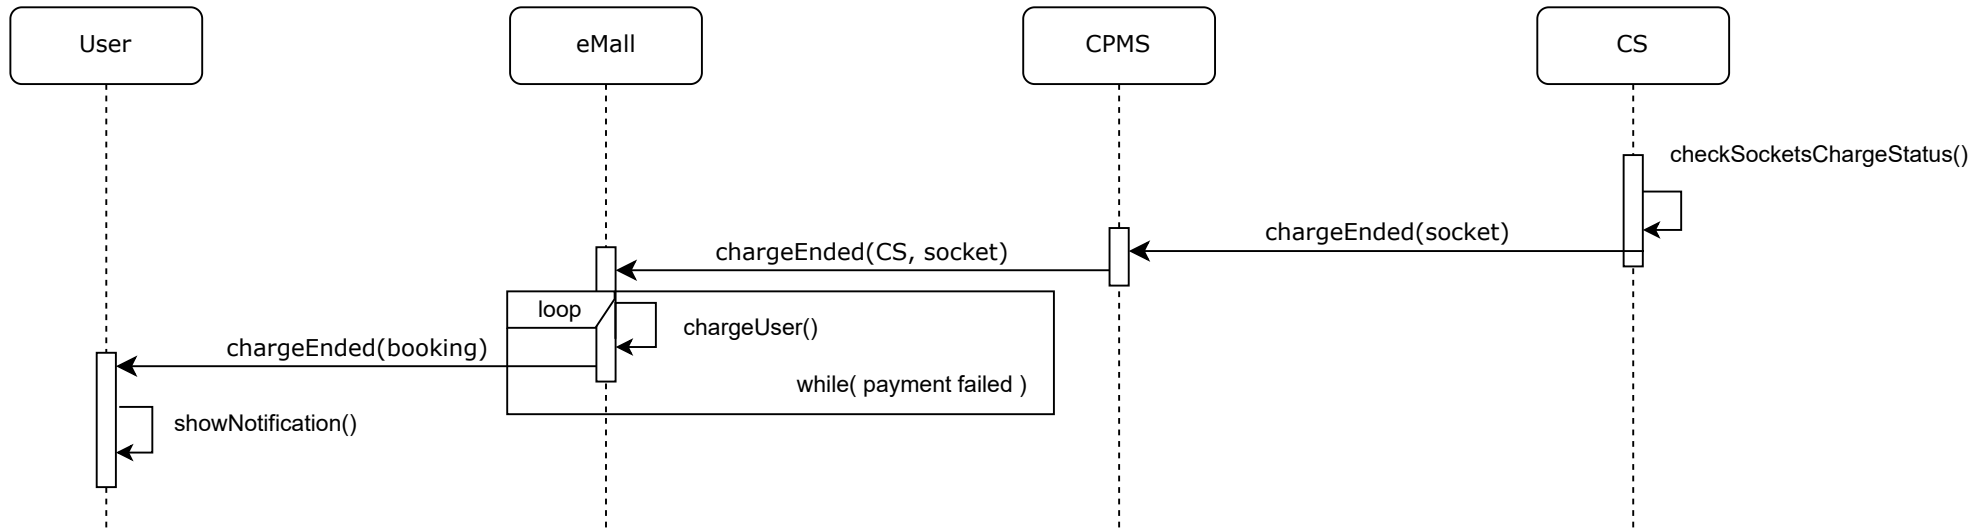 User
eMall
CPMS
CS
checkSocketsChargeStatus()
chargeEnded(socket)
chargeEnded(CS, socket)
loop
chargeUser()
chargeEnded(booking)
while( payment failed )
showNotification()